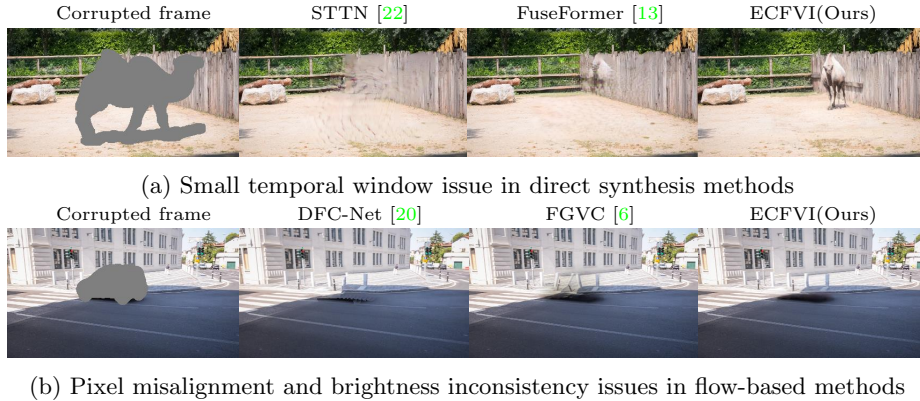 Corrupted frame STTN [22] FuseFormer [13] ECFVI(Ours)
(a) Small temporal window issue in direct synthesis methods
Corrupted frame DFC-Net [20] FGVC [6] ECFVI(Ours)
(b) Pixel misalignment and brightness inconsistency issues in flow-based methods